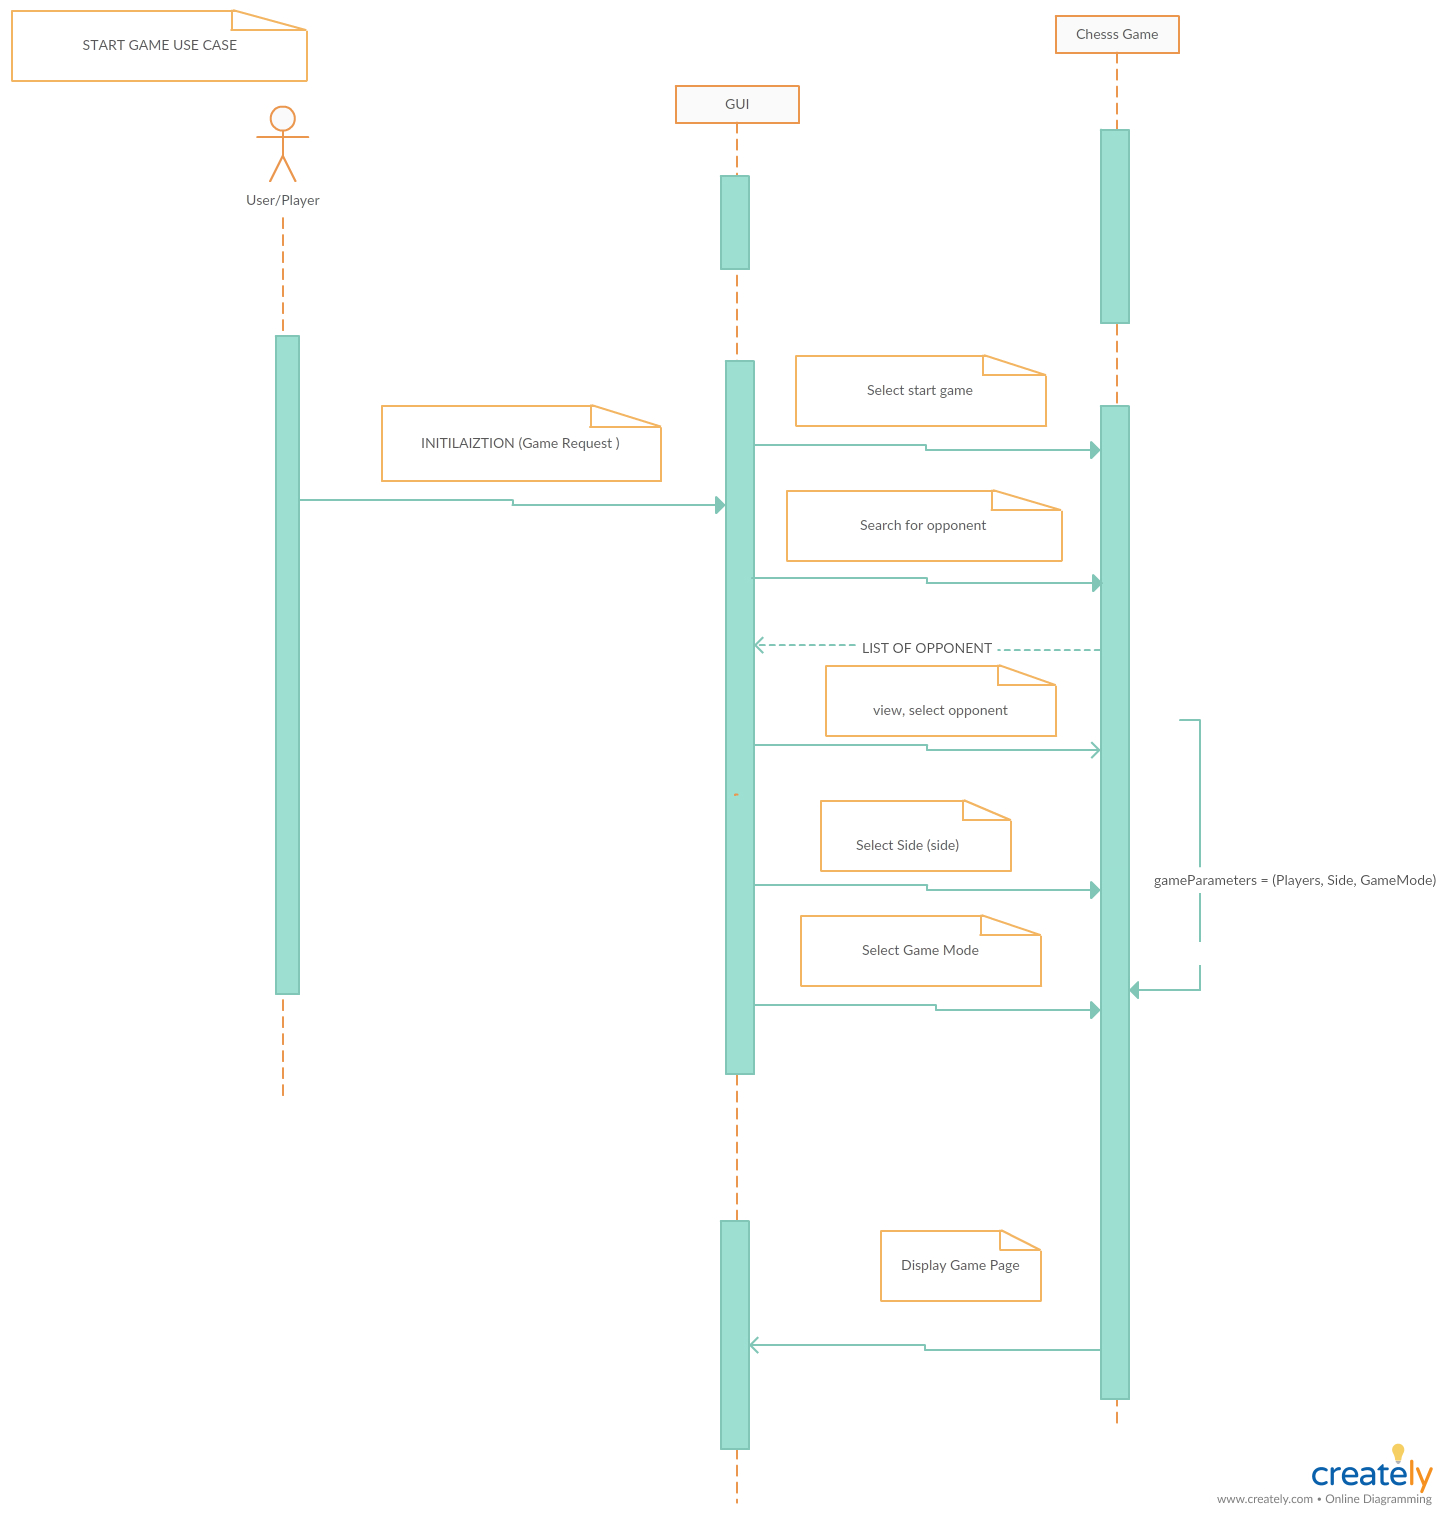 START GAME USE CASE
Chesss Game
GUI
User/Player
Select start game
INITILAIZTION (Game Request )
Search for opponent
LIST OF OPPONENT
view, select opponent
Select Side (side)
gameParameters = (Players, Side, GameMode)
Select Game Mode
Display Game Page
creately
www.creately.com • Online Diagramming